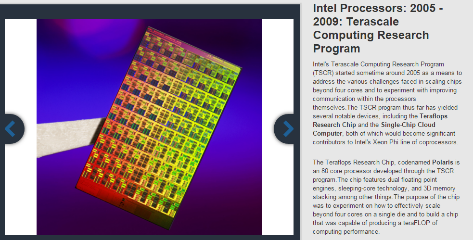 Intel Processors: 2005 -
2009: Terascale
Computing Research
Program
Intel's Terascale Computing Research Program
(TSCR) started sometime around 2005 as a means to
address the various challenges faced in scaling chips
beyond four cores and to experiment with improving
communication within the processors
themselves.The TSCR program thus far has yielded
several notable devices, including the Teraflops
Research Chip and the Single-Chip Cloud
Computer, both of which would become significant
contributors to Intel's Xeon Phi line of coprocessors.
The Teraflops Research Chip, codenamed Polaris is
an 80 core processor developed through the TSCR
program.The chip features dual floating point
engines, sleeping-core technology, and 3D memory
stacking among other things.The purpose of the chip
was to experiment on how to effectively scale
beyond four cores on a single die and to build a chip
that was capable of producing a teraFLOP of
computing performance.